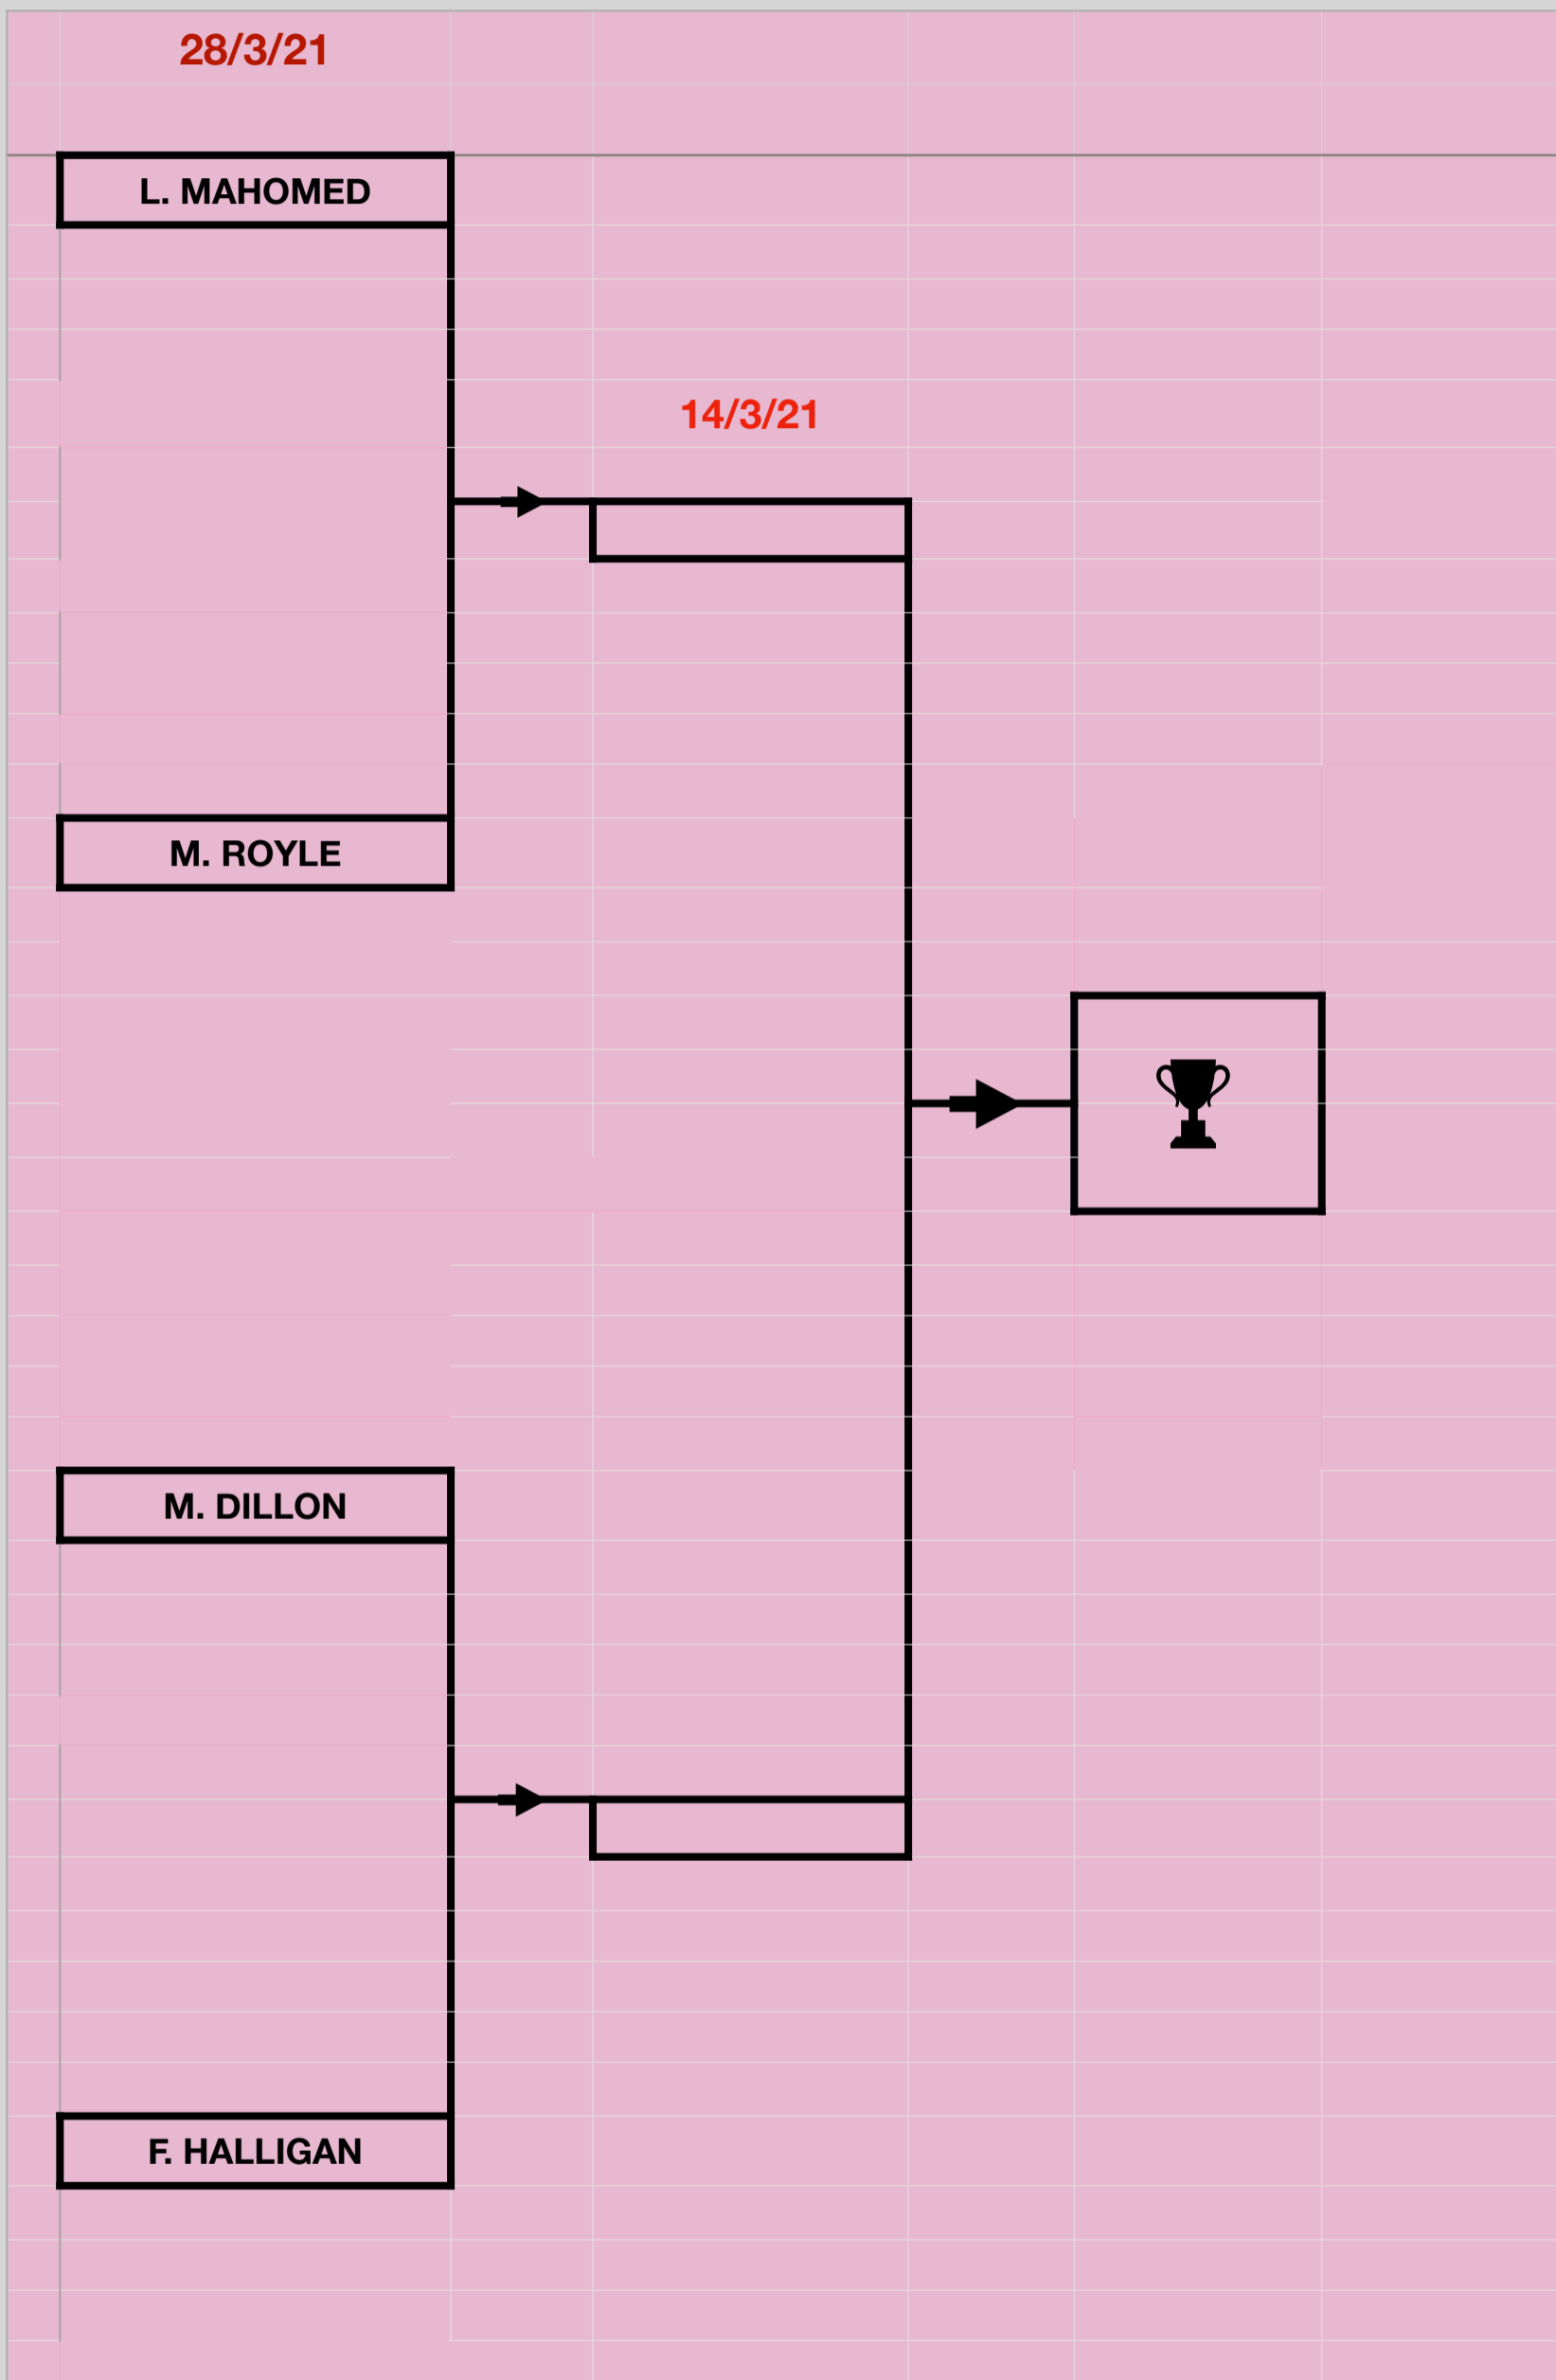 28/3/21
L. MAHOMED
14/3/21
M. ROYLE
M. DILLON
F. HALLIGAN